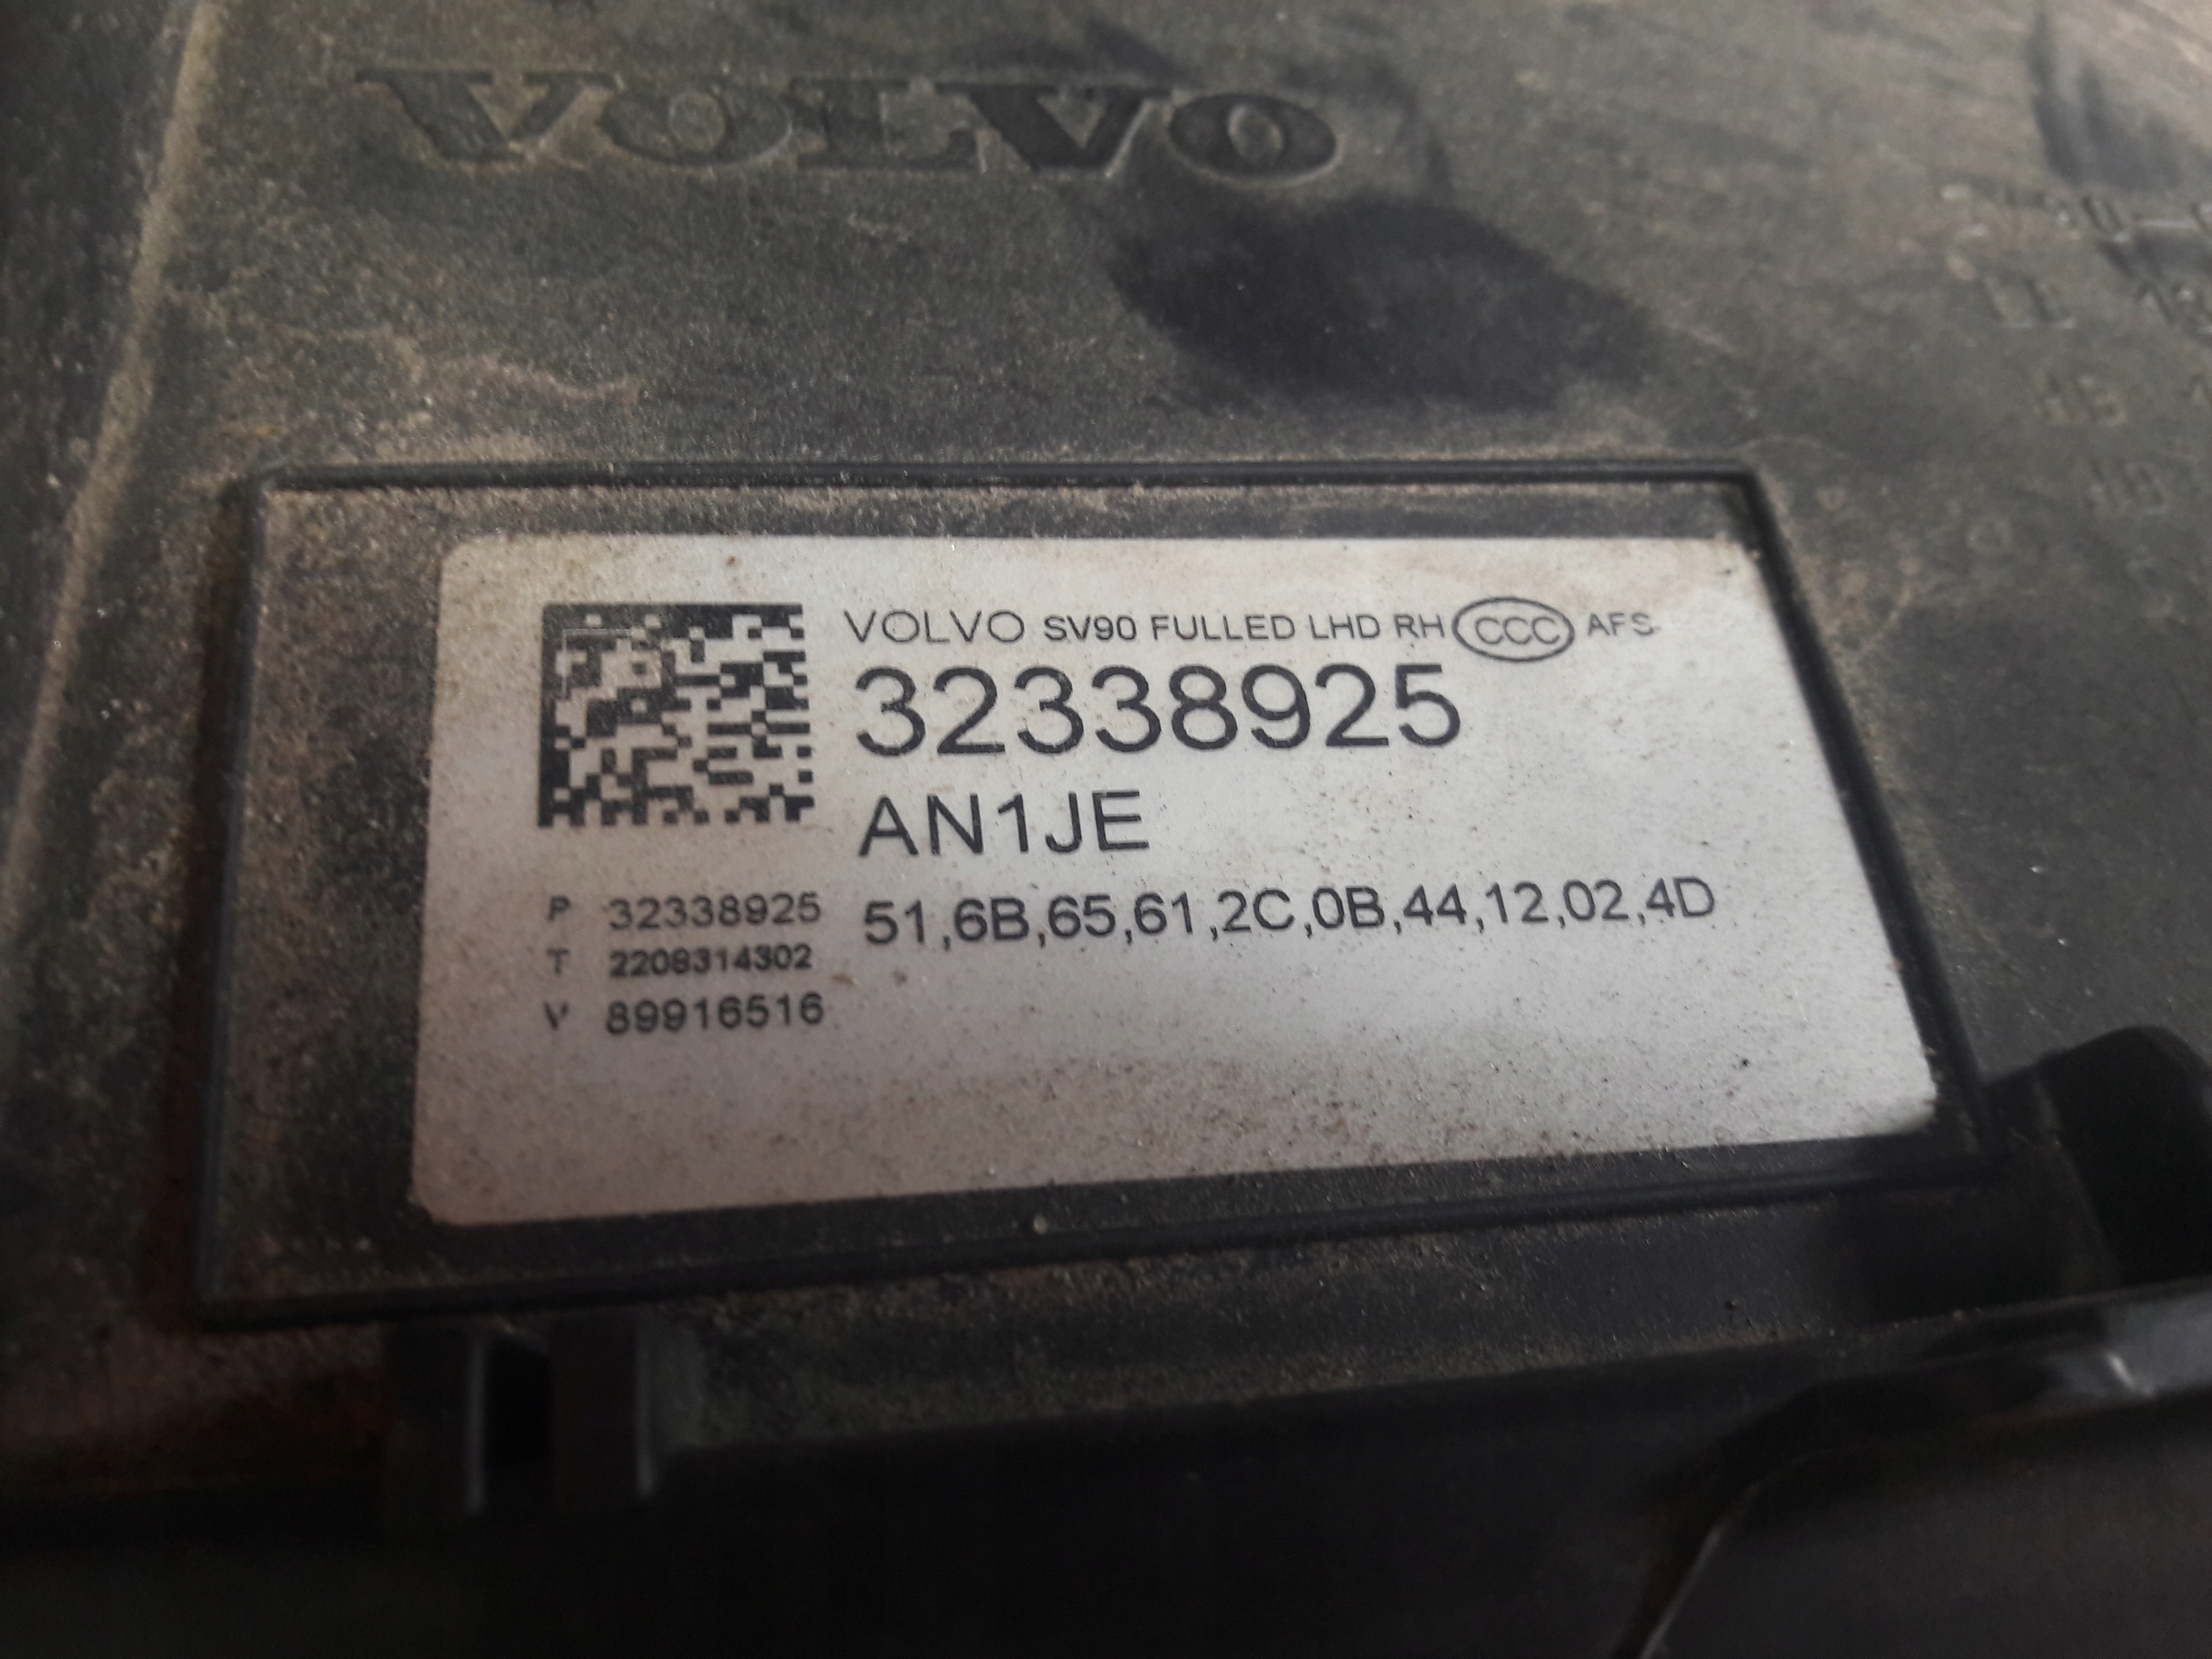 VOLVO
VOLVO SV90 FULLED LHD RH CCC AFS
32338925
AN1JE
51,6B,65,61,2C,0B,44,12,02,4D
P 32338925
T 2208314302
V 89916516